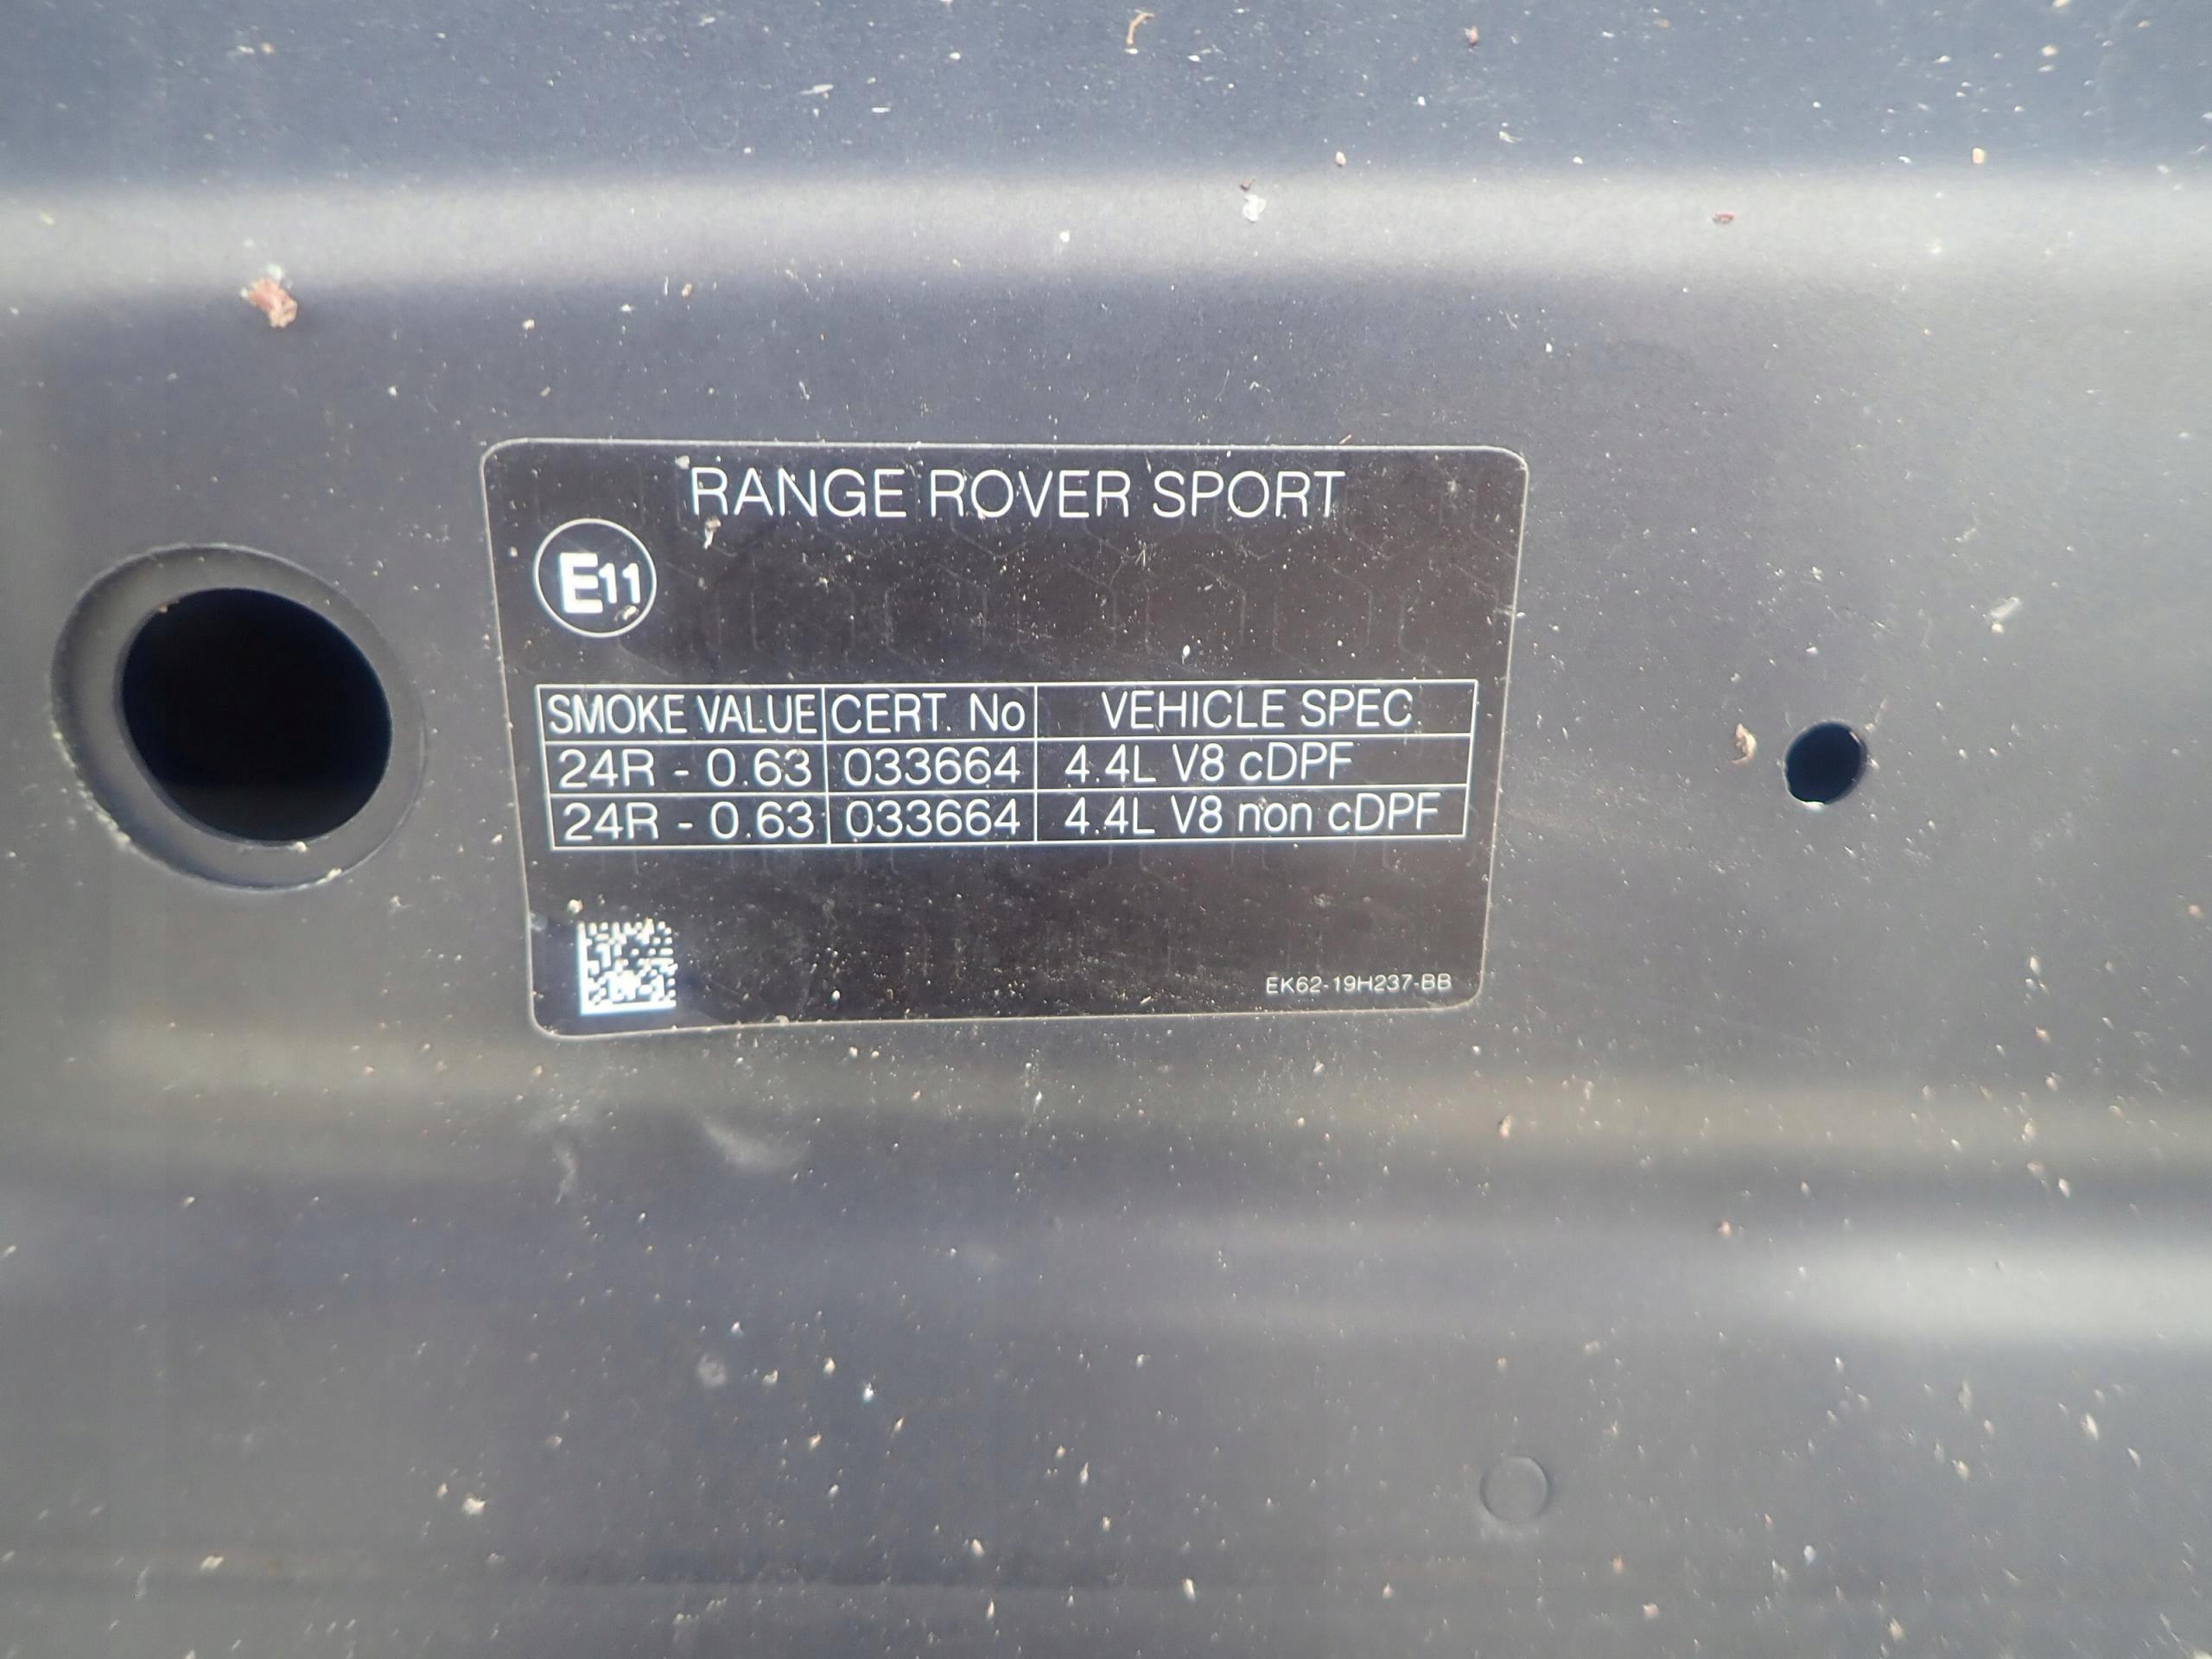 RANGE ROVER SPORT
E11
SMOKE VALUE CERT. No VEHICLE SPEC.
24R - 0.63 033664 4.4L V8 cDPF
24R - 0.63 033664 4.4L V8 non cDPF
EK62-19H237-BB